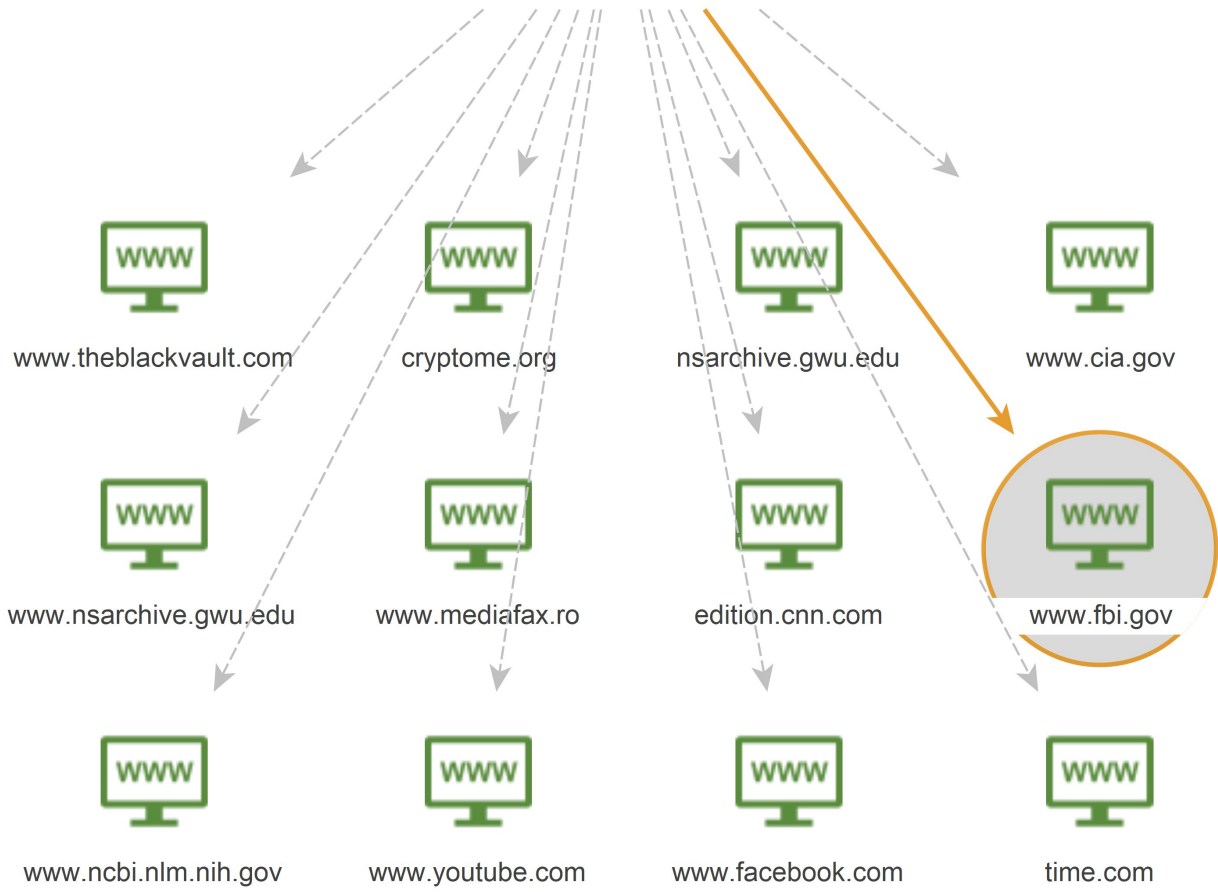 WWW WWW WWW WWW
www.theblackvault.com cryptome.org nsarchive.gwu.edu www.cia.gov
WWW WWW WWW WWW
www.nsarchive.gwu.edu www.mediafax.ro edition.cnn.com www.fbi.gov
WWW WWW WWW WWW
www.ncbi.nlm.nih.gov www.youtube.com www.facebook.com time.com